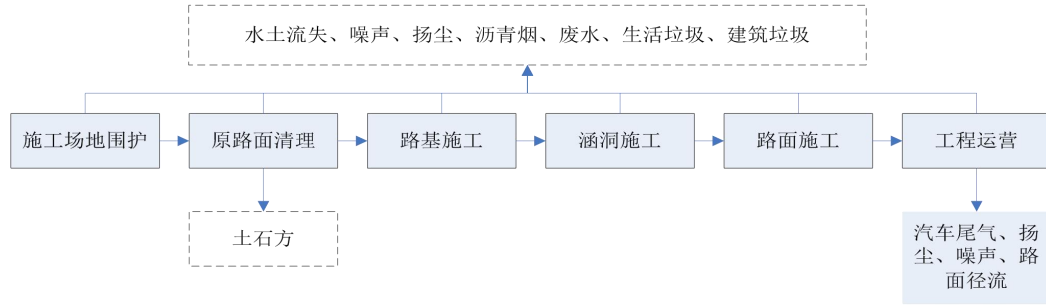 水土流失、噪声、扬尘、沥青烟、废水、生活垃圾、建筑垃圾
施工场地围护
原路面清理
路基施工
涵洞施工
路面施工
工程运营
土石方
汽车尾气、扬
尘、噪声、路
面径流